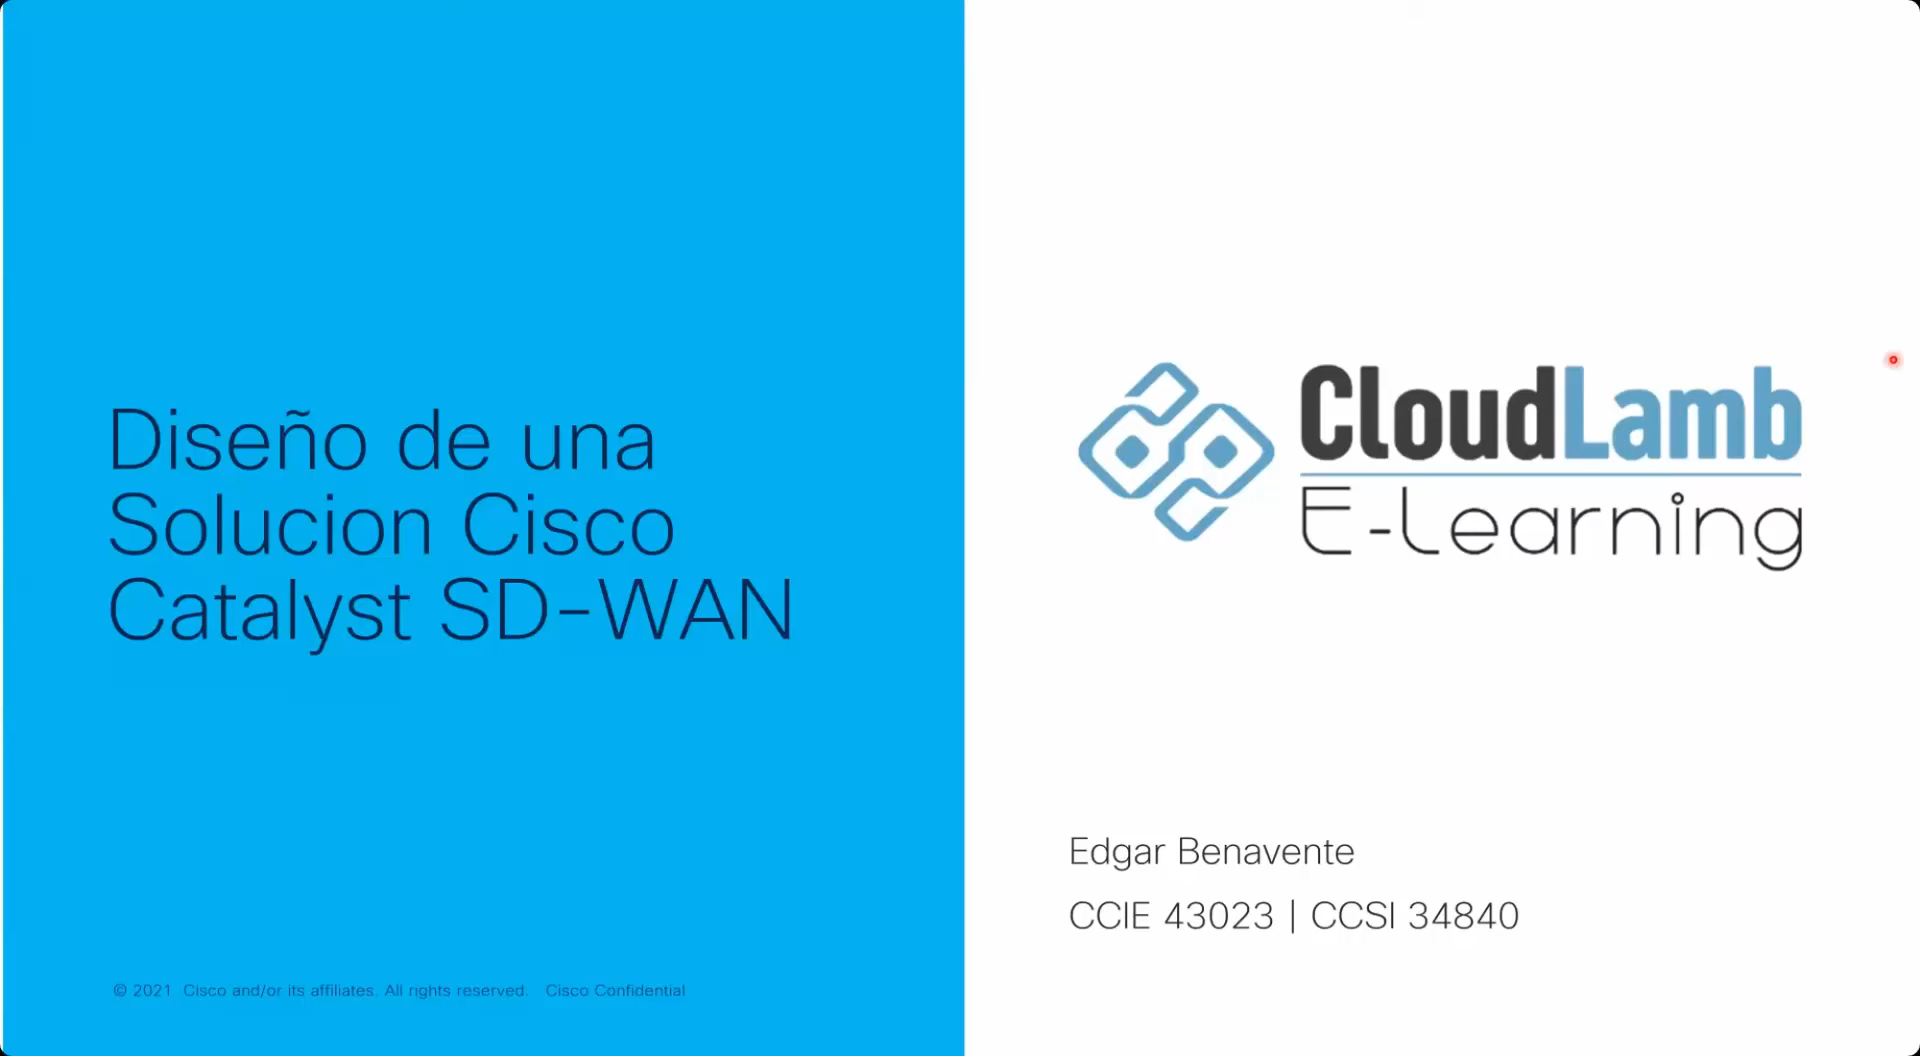 Diseño de una
Solucion Cisco
Catalyst SD-WAN
© 2021 Cisco and/or its affiliates. All rights reserved. Cisco Confidential
CloudLamb
E-Learning
Edgar Benavente
CCIE 43023 | CCSI 34840